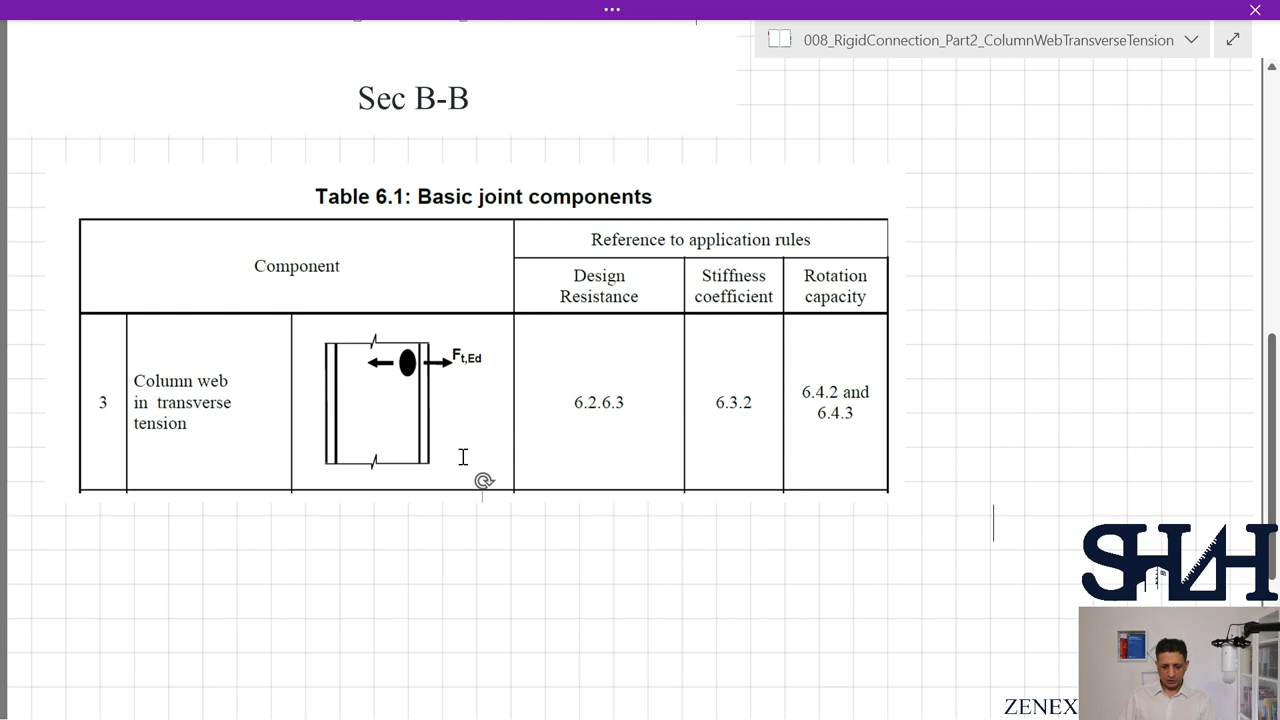 008_RigidConnection_Part2_ColumnWebTransverseTension
Sec B-B
Table 6.1: Basic joint components
Component
Reference to application rules
Design
Resistance
Stiffness
coefficient
Rotation
capacity
3
Column web
in transverse
tension
Ft,Ed
6.2.6.3
6.3.2
6.4.2 and
6.4.3
SHAH
ZENEX